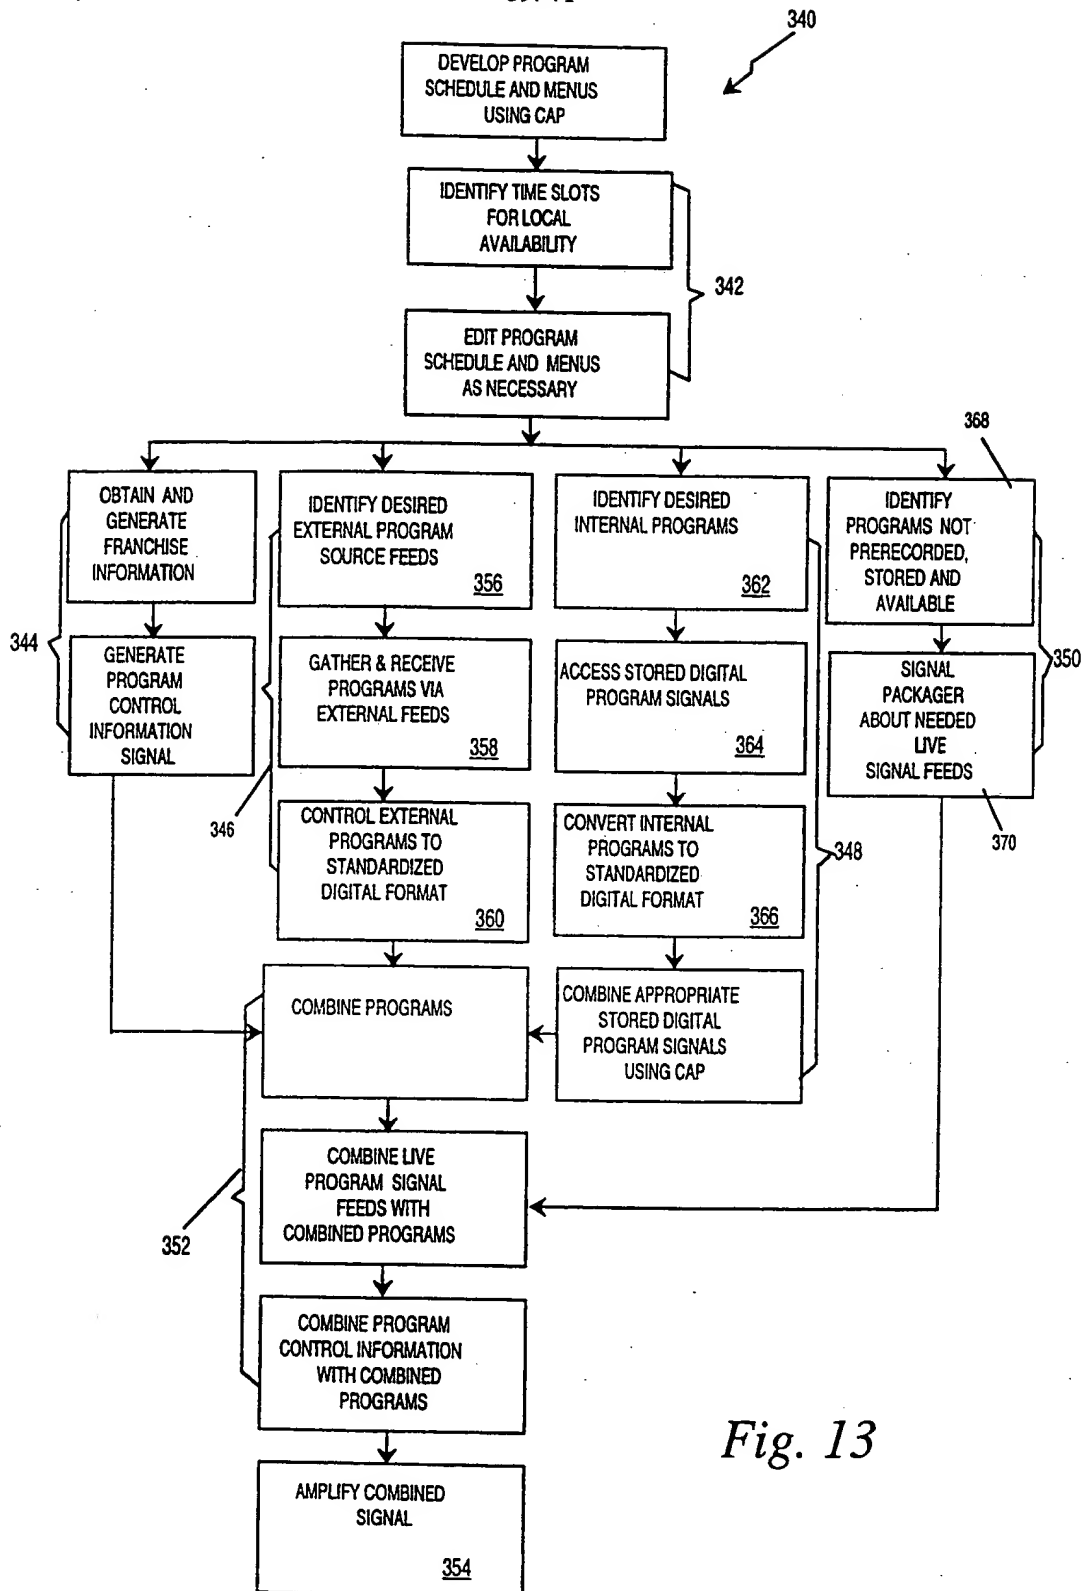 340
DEVELOP PROGRAM
SCHEDULE AND MENUS
USING CAP
IDENTIFY TIME SLOTS
FOR LOCAL
AVAILABILITY
342
EDIT PROGRAM
SCHEDULE AND MENUS
AS NECESSARY
368
OBTAIN AND
GENERATE
FRANCHISE
INFORMATION
IDENTIFY DESIRED
EXTERNAL PROGRAM
SOURCE FEEDS
356
IDENTIFY DESIRED
INTERNAL PROGRAMS
362
IDENTIFY
PROGRAMS NOT
PRERECORDED,
STORED AND
AVAILABLE
344
350
GENERATE
PROGRAM
CONTROL
INFORMATION
SIGNAL
GATHER & RECEIVE
PROGRAMS VIA
EXTERNAL FEEDS
358
ACCESS STORED DIGITAL
PROGRAM SIGNALS
364
SIGNAL
PACKAGER
ABOUT NEEDED
LIVE
SIGNAL FEEDS
346
370
CONTROL EXTERNAL
PROGRAMS TO
STANDARDIZED
DIGITAL FORMAT
360
CONVERT INTERNAL
PROGRAMS TO
STANDARDIZED
DIGITAL FORMAT
366
348
COMBINE PROGRAMS
COMBINE APPROPRIATE
STORED DIGITAL
PROGRAM SIGNALS
USING CAP
COMBINE LIVE
PROGRAM SIGNAL
FEEDS WITH
COMBINED PROGRAMS
352
COMBINE PROGRAM
CONTROL INFORMATION
WITH COMBINED
PROGRAMS
AMPLIFY COMBINED
SIGNAL
354
Fig. 13